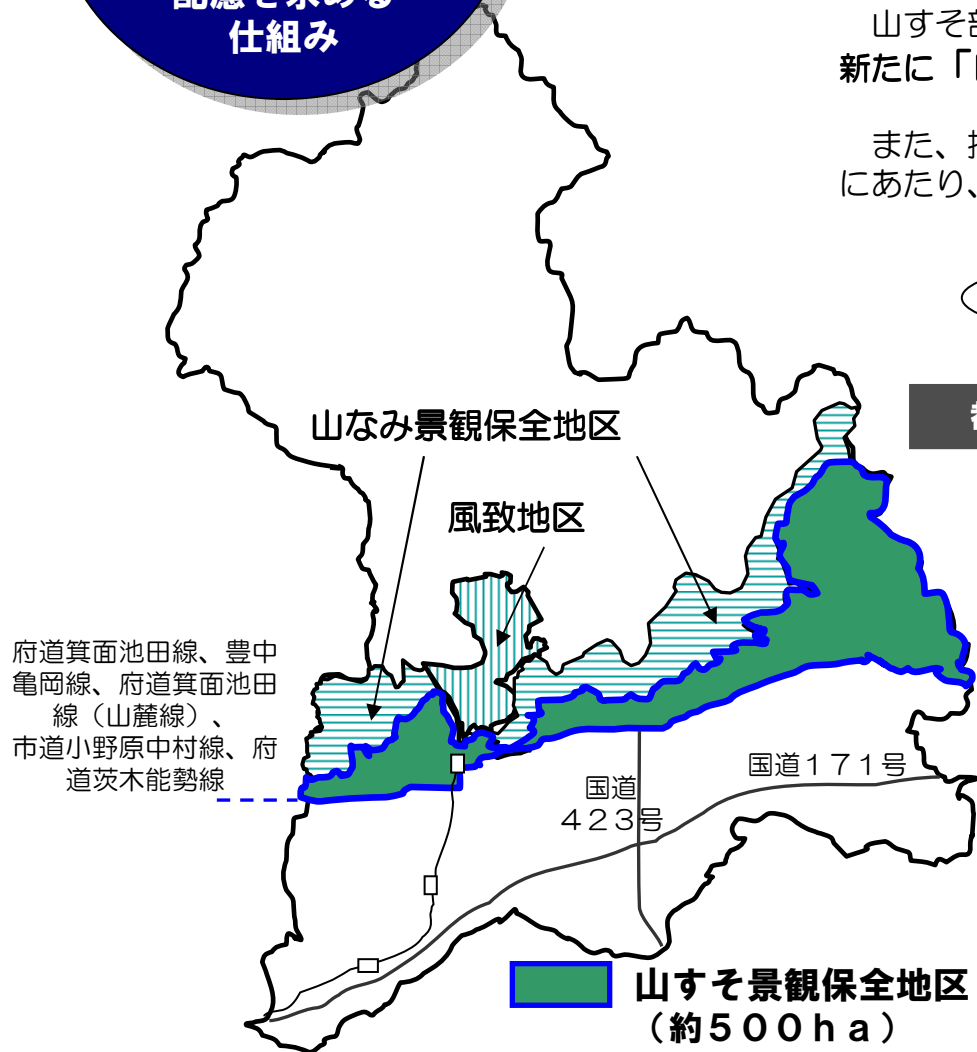 配慮を求める
仕組み
山すそ部
新たに「
また、
にあたり、
山なみ景観保全地区
風致地区
府道箕面池田線、豊中
亀岡線、府道箕面池田
線（山麓線）、
市道小野原中村線、府
道茨木能勢線
国道
４２３号
国道１７１号
山すそ景観保全地区
（約５００ｈａ）